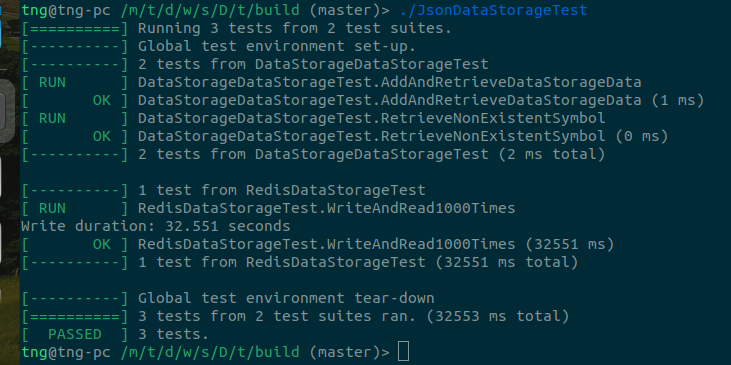 tng@tng-pc /m/t/d/w/s/D/t/build (master)> ./JsonDataStorageTest
[==========] Running 3 tests from 2 test suites.
[----------] Global test environment set-up.
[----------] 2 tests from DataStorageDataStorageTest
[ RUN      ] DataStorageDataStorageTest.AddAndRetrieveDataStorageData
[       OK ] DataStorageDataStorageTest.AddAndRetrieveDataStorageData (1 ms)
[ RUN      ] DataStorageDataStorageTest.RetrieveNonExistentSymbol
[       OK ] DataStorageDataStorageTest.RetrieveNonExistentSymbol (0 ms)
[----------] 2 tests from DataStorageDataStorageTest (2 ms total)

[----------] 1 test from RedisDataStorageTest
[ RUN      ] RedisDataStorageTest.WriteAndRead1000Times
Write duration: 32.551 seconds
[       OK ] RedisDataStorageTest.WriteAndRead1000Times (32551 ms)
[----------] 1 test from RedisDataStorageTest (32551 ms total)

[----------] Global test environment tear-down
[==========] 3 tests from 2 test suites ran. (32553 ms total)
[  PASSED  ] 3 tests.
tng@tng-pc /m/t/d/w/s/D/t/build (master)>